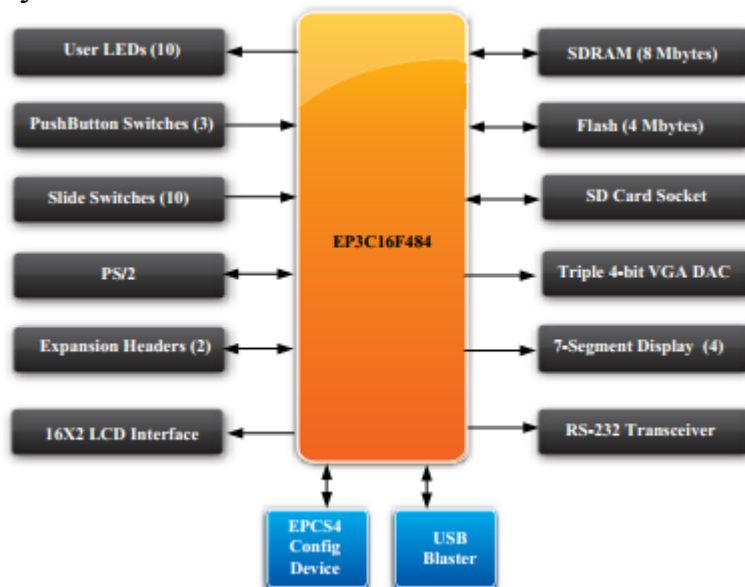 User LEDs (10)
PushButton Switches (3)
Slide Switches (10)
PS/2
Expansion Headers (2)
16X2 LCD Interface
EP3C16F484
SDRAM (8 Mbytes)
Flash (4 Mbytes)
SD Card Socket
Triple 4-bit VGA DAC
7-Segment Display (4)
RS-232 Transceiver
EPCS4
Config
Device
USB
Blaster